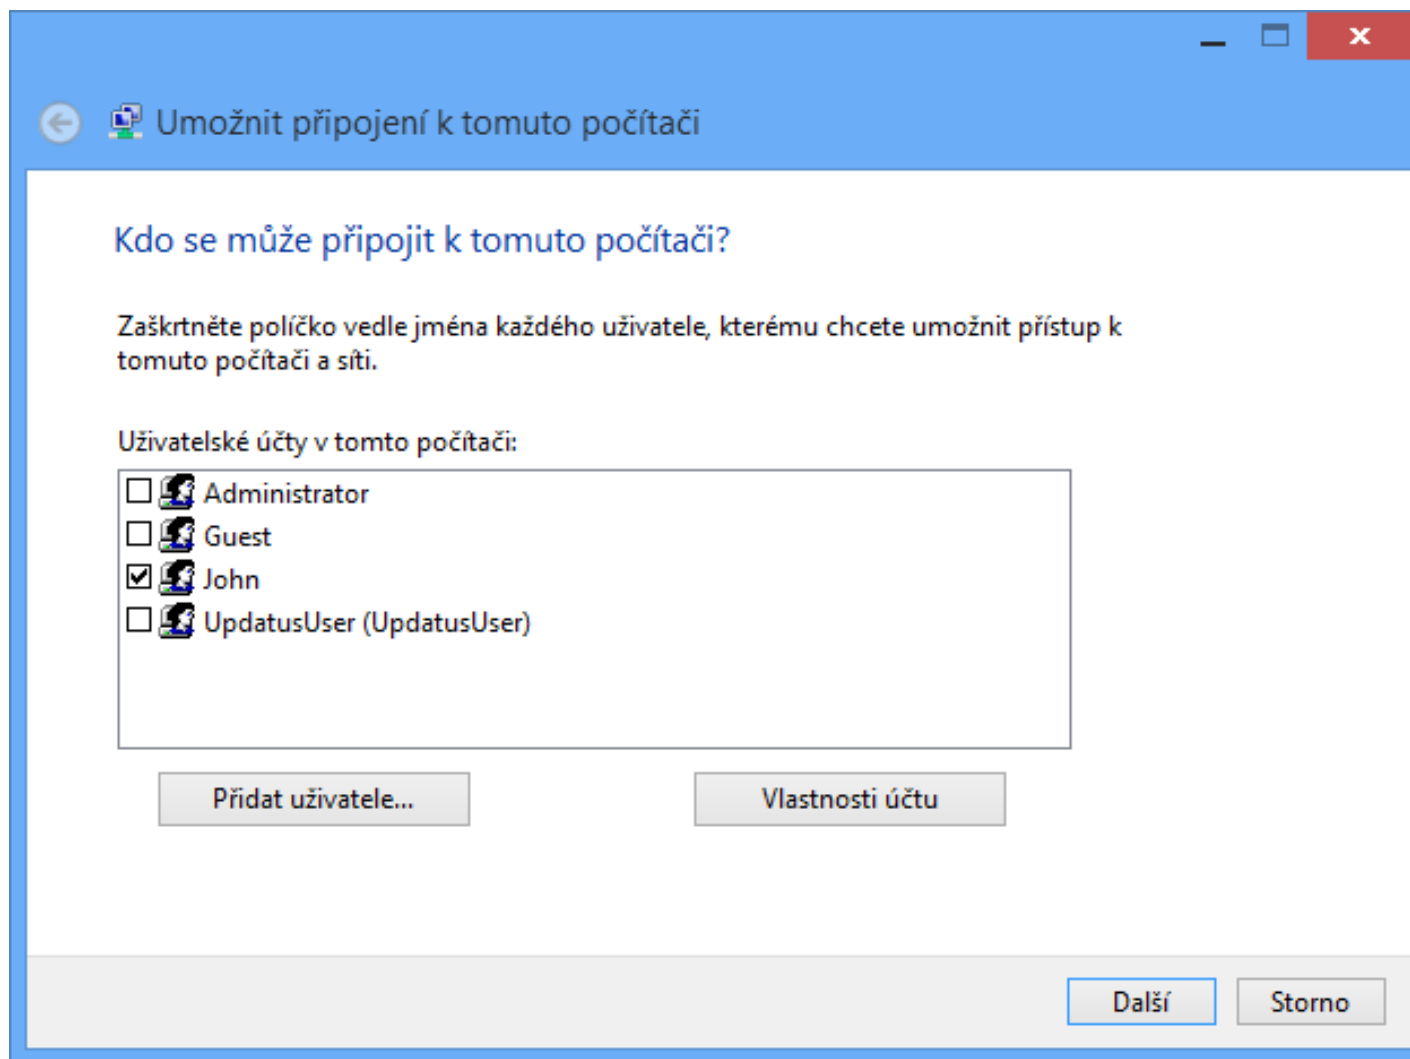 Umožnit připojení k tomuto počítači
Kdo se může připojit k tomuto počítači?
Zaškrtněte políčko vedle jména každého uživatele, kterému chcete umožnit přístup k
tomuto počítači a síti.
Uživatelské účty v tomto počítači:
Administrator
Guest
John
UpdatusUser (UpdatusUser)
Přidat uživatele...
Vlastnosti účtu
Další
Storno